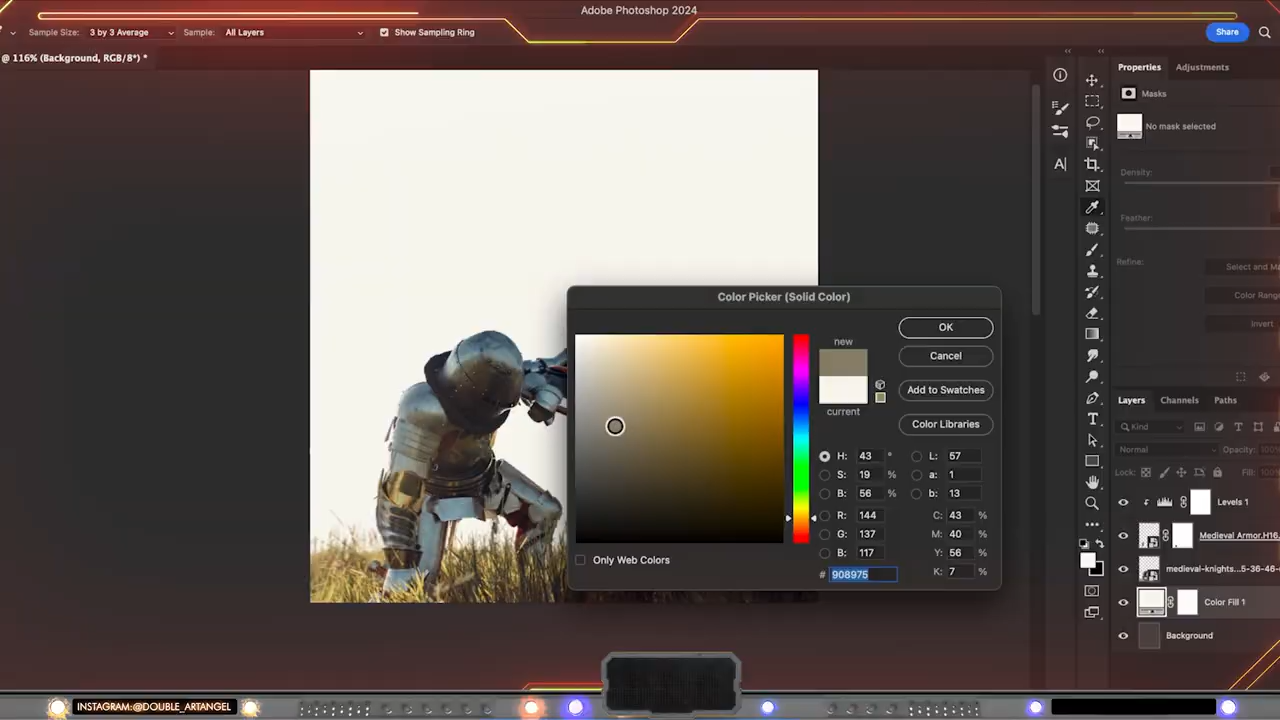 Adobe Photoshop 2024
Sample Size: 3 by 3 Average Sample: All Layers Show Sampling Ring Share
@ 116% (Background, RGB/8*) *
Properties Adjustments
Masks
No mask selected
Density:
Feather:
Refine:
Select and Ma
Color Rang
Invert
Color Picker (Solid Color)
new
current
OK
Cancel
Add to Swatches
Color Libraries
H: 43 ° L: 57
S: 19 % a: 1
B: 56 % b: 13
R: 144 C: 43 %
G: 137 M: 40 %
B: 117 Y: 56 %
# 908975 K: 7 %
Only Web Colors
Layers Channels Paths
Kind
Normal Opacity: 100%
Lock: Fill: 100
Levels 1
Medieval Armor.H16.
medieval-knights...5-36-46-
Color Fill 1
Background
INSTAGRAM:@DOUBLE_ARTANGEL